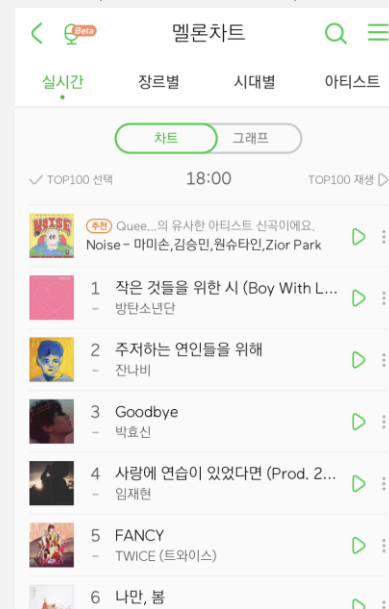 Beta
멜론차트
실시간 장르별 시대별 아티스트
차트 그래프
TOP100 선택 18:00 TOP100 재생
NOISE
추천 Quee...의 유사한 아티스트 신곡이에요.
Noise – 마미손,김승민,원슈타인,Zior Park
1 작은 것들을 위한 시 (Boy With L...
– 방탄소년단
2 주저하는 연인들을 위해
– 잔나비
3 Goodbye
– 박효신
4 사랑에 연습이 있었다면 (Prod. 2...
– 임재현
5 FANCY
– TWICE (트와이스)
6 나만, 봄